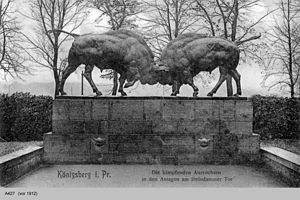 Königsberg i. Pr.
Die kämpfenden Auerochsen
in den Anlagen am Steindammer Tor
A427 (vor 1912)